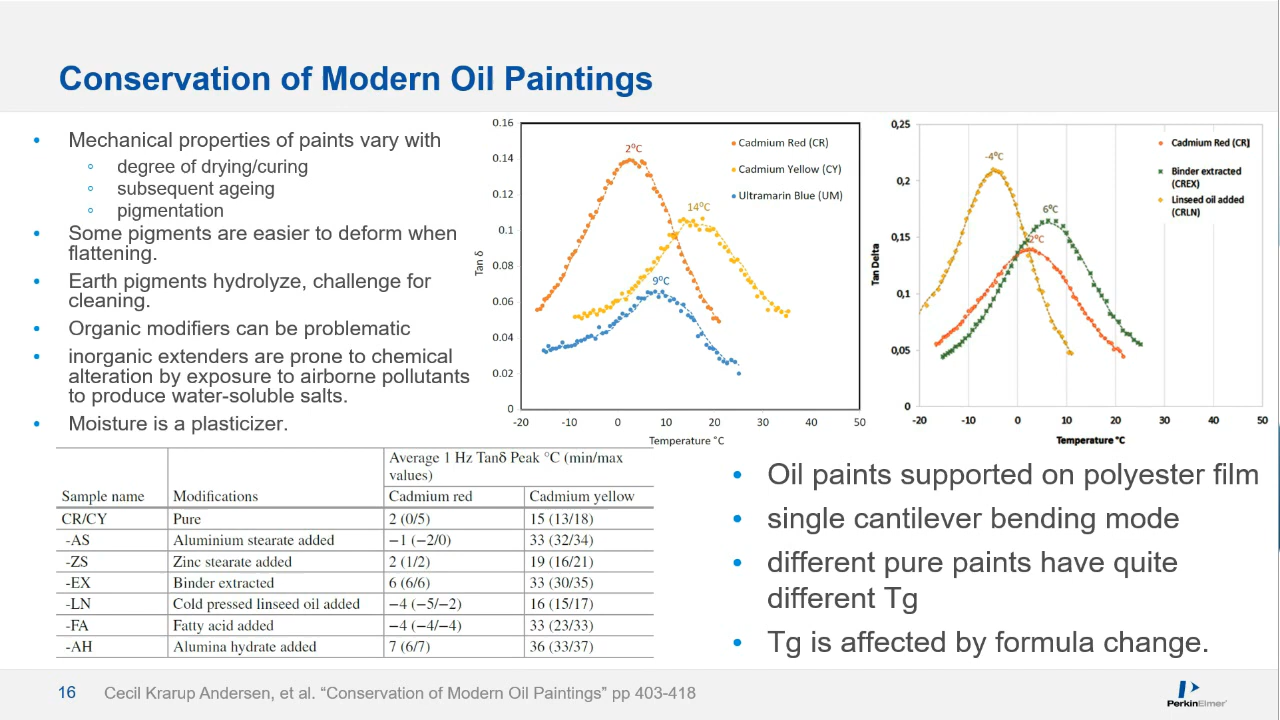 Conservation of Modern Oil Paintings
• Mechanical properties of paints vary with
degree of drying/curing
subsequent ageing
pigmentation
• Some pigments are easier to deform when
flattening.
• Earth pigments hydrolyze, challenge for
cleaning.
• Organic modifiers can be problematic
• inorganic extenders are prone to chemical
alteration by exposure to airborne pollutants
to produce water-soluble salts.
• Moisture is a plasticizer.
0.16
0.14
0.12
0.1
0.08
0.06
0.04
0.02
0
Tan δ
-20 -10 0 10 20 30 40 50
Temperature °C
2⁰C
14⁰C
9⁰C
Cadmium Red (CR)
Cadmium Yellow (CY)
Ultramarin Blue (UM)
0,25
0,2
0,15
0,1
0,05
0
Tan Delta
-20 -10 0 10 20 30 40 50
Temperature °C
-4⁰C
6⁰C
2⁰C
Cadmium Red (CR)
Binder extracted
(CREX)
Linseed oil added
(CRLN)
Average 1 Hz Tanδ Peak °C (min/max
values)
Sample name Modifications Cadmium red Cadmium yellow
CR/CY Pure 2 (0/5) 15 (13/18)
-AS Aluminium stearate added −1 (−2/0) 33 (32/34)
-ZS Zinc stearate added 2 (1/2) 19 (16/21)
-EX Binder extracted 6 (6/6) 33 (30/35)
-LN Cold pressed linseed oil added −4 (−5/−2) 16 (15/17)
-FA Fatty acid added −4 (−4/−4) 33 (23/33)
-AH Alumina hydrate added 7 (6/7) 36 (33/37)
• Oil paints supported on polyester film
• single cantilever bending mode
• different pure paints have quite
different Tg
• Tg is affected by formula change.
16 Cecil Krarup Andersen, et al. “Conservation of Modern Oil Paintings” pp 403-418
PerkinElmer